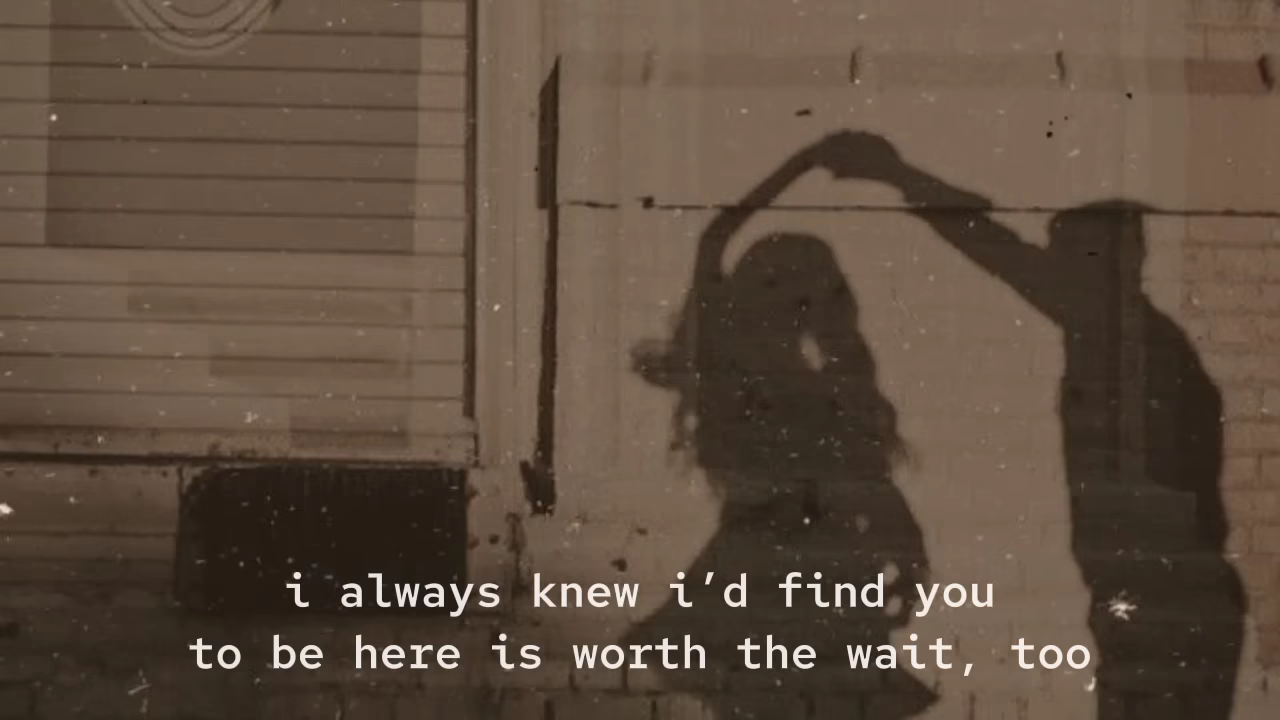 i always knew i’d find you
to be here is worth the wait, too